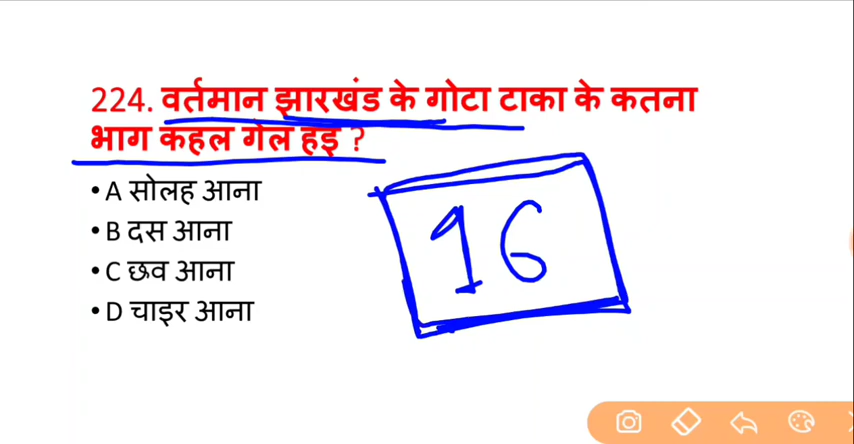 224. वर्तमान झारखंड के गोटा टाका के कतना
भाग कहल गेल हइ ?
• A सोलह आना
• B दस आना
• C छव आना
• D चाइर आना
16